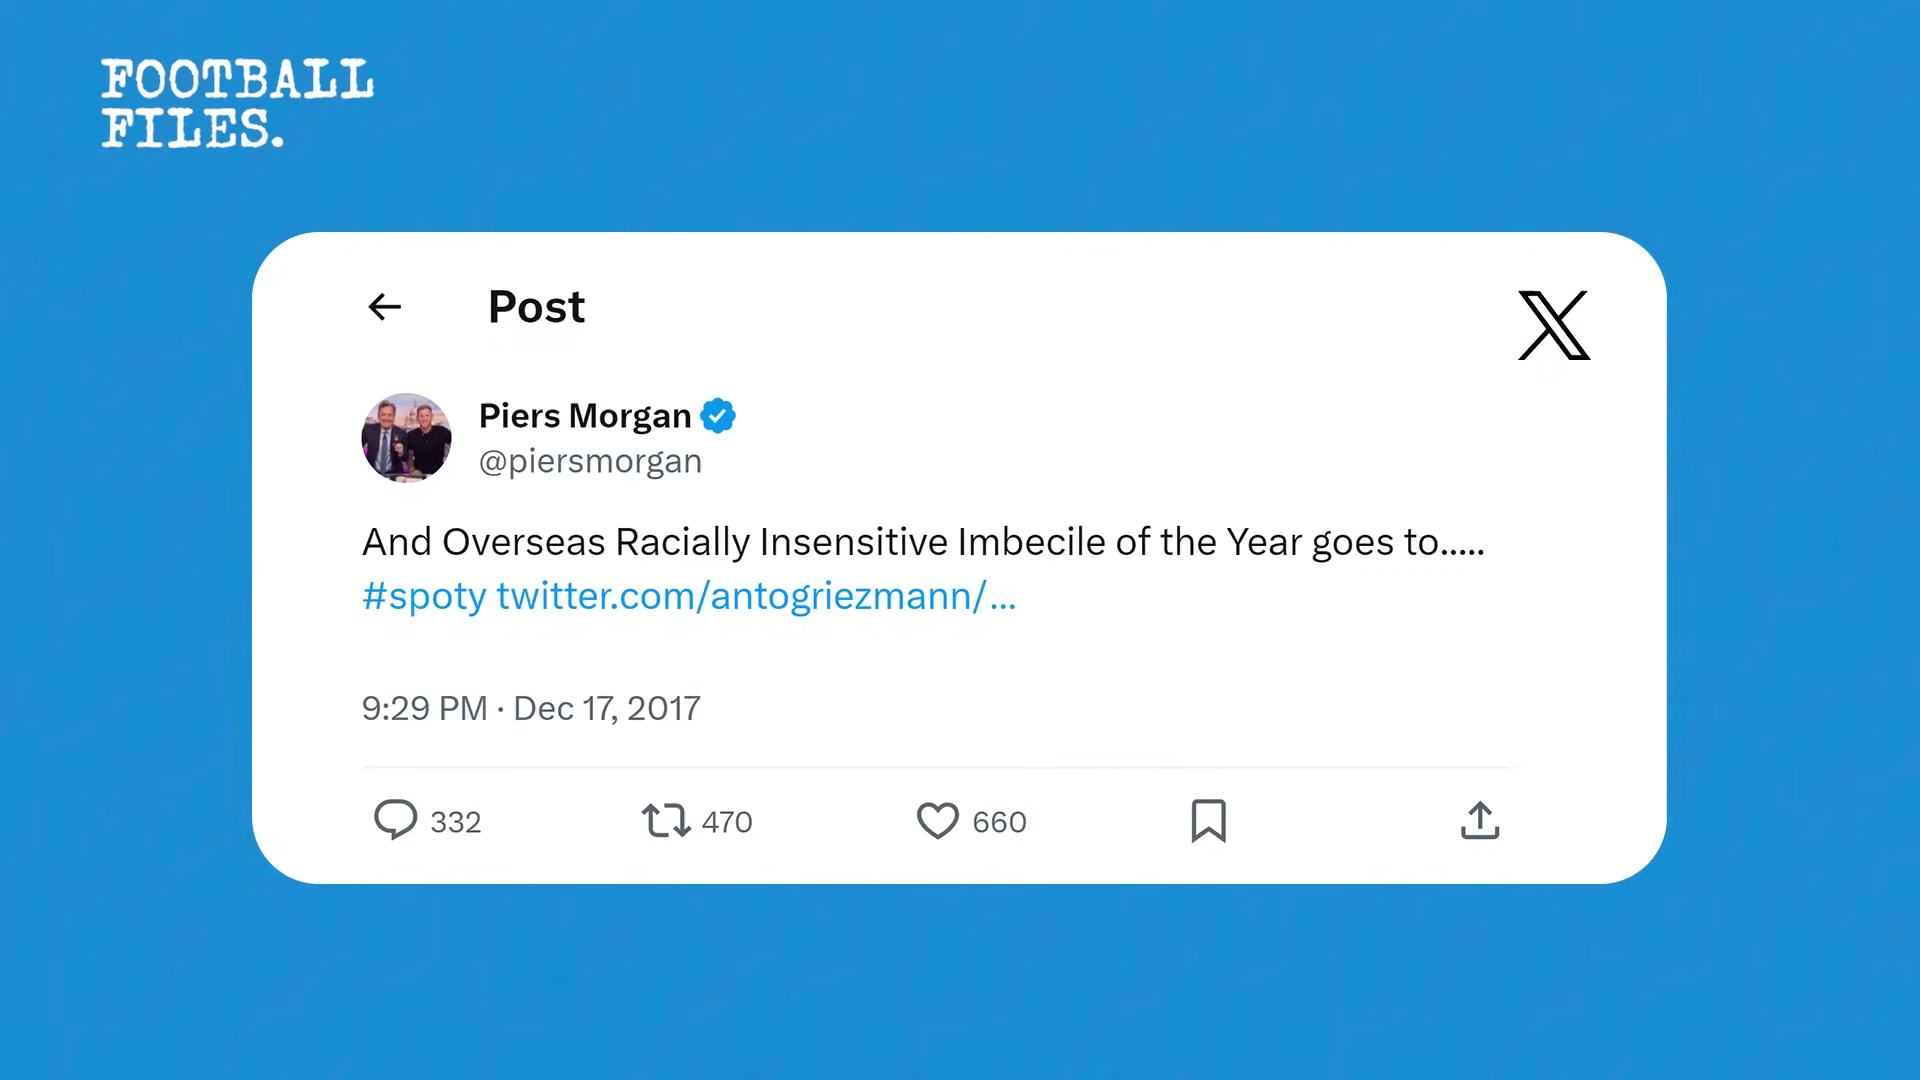 FOOTBALL
FILES.
Post
Piers Morgan
@piersmorgan
And Overseas Racially Insensitive Imbecile of the Year goes to.....
#spoty twitter.com/antogriezmann/...
9:29 PM · Dec 17, 2017
332 470 660